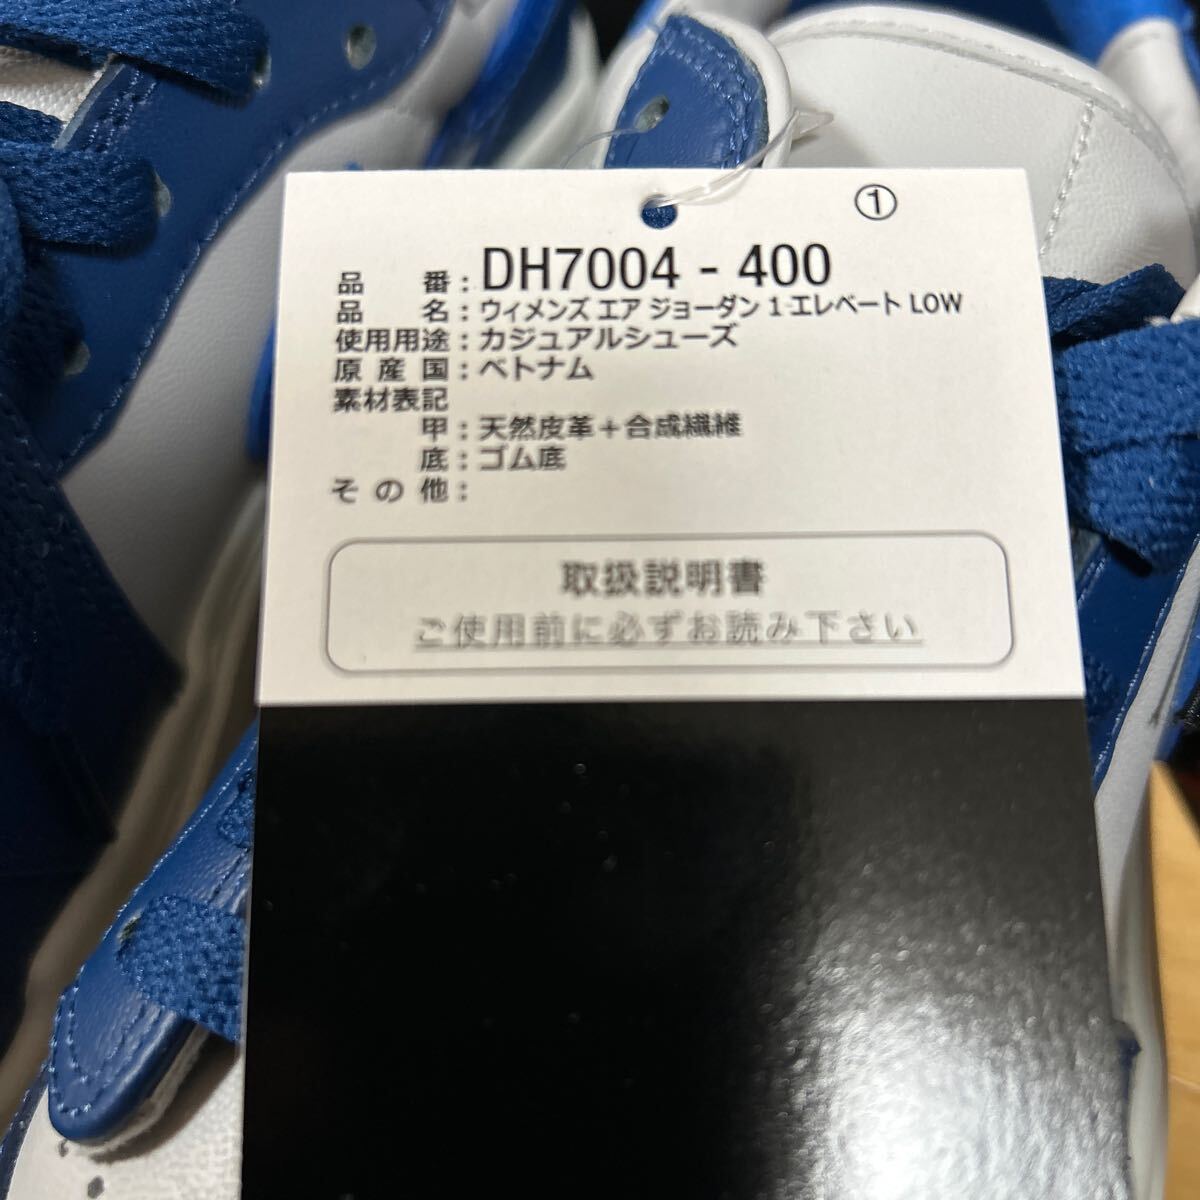 ①
品 番：DH7004 - 400
品 名：ウィメンズ エア ジョーダン 1 エレベート LOW
使用用途：カジュアルシューズ
原 産 国：ベトナム
素材表記
甲：天然皮革＋合成繊維
底：ゴム底
そ の 他：
取扱説明書
ご使用前に必ずお読み下さい